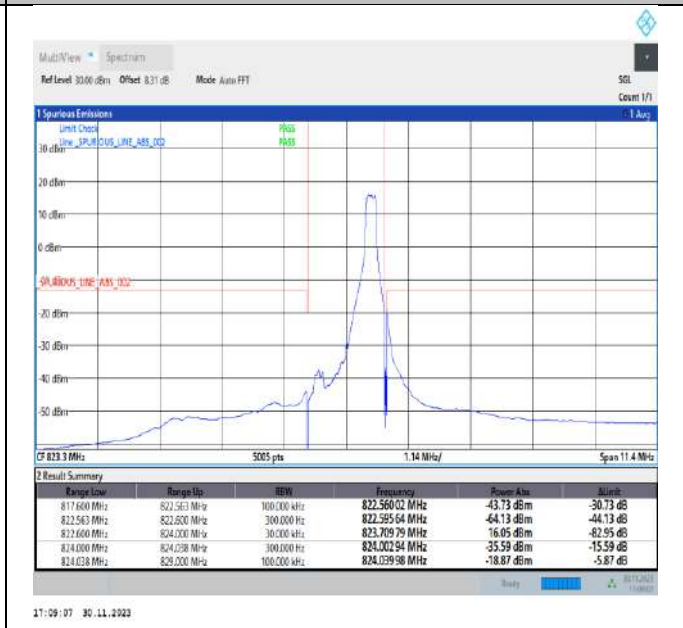 MultiView Spectrum
Ref Level 30.00 dBm Offset 8.31 dB Mode Auto FFT SGL
Count 1/1
1 Spurious Emissions 1 Avg
Limit Check PASS
30 dBm Line _SPURIOUS_LINE_ABS_002 PASS
20 dBm
10 dBm
0 dBm
_SPURIOUS_LINE_ABS_002
-20 dBm
-30 dBm
-40 dBm
-50 dBm
CF 823.3 MHz 5005 pts 1.14 MHz/ Span 11.4 MHz
2 Result Summary
Range Low Range Up RBW Frequency Power Abs ΔLimit
817.600 MHz 822.563 MHz 100.000 kHz 822.56002 MHz -43.73 dBm -30.73 dB
822.563 MHz 822.600 MHz 300.000 Hz 822.59564 MHz -64.13 dBm -44.13 dB
822.600 MHz 824.000 MHz 30.000 kHz 823.70979 MHz 16.05 dBm -82.95 dB
824.000 MHz 824.038 MHz 300.000 Hz 824.00294 MHz -35.59 dBm -15.59 dB
824.038 MHz 829.000 MHz 100.000 kHz 824.03998 MHz -18.87 dBm -5.87 dB
Ready 30.11.2023
17:09:07 30.11.2023